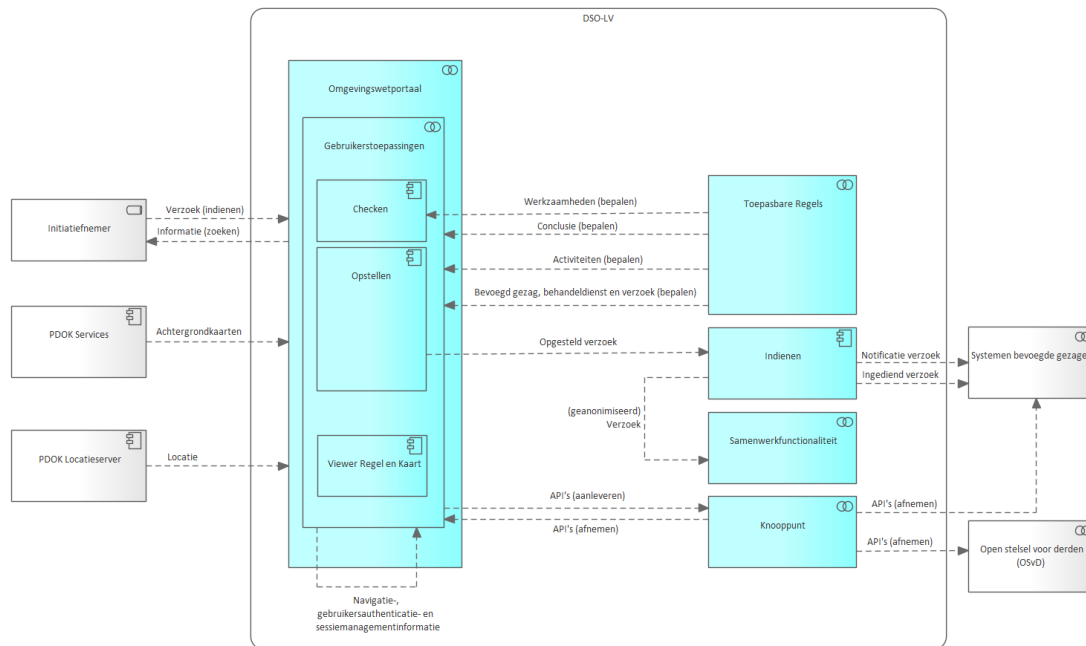 DSO-LV
Omgevingswetportaal
Gebruikerstoepassingen
Checken
Opstellen
Viewer Regel en Kaart
Initiatiefnemer
Verzoek (indienen)
Informatie (zoeken)
PDOK Services
Achtergrondkaarten
PDOK Locatieserver
Locatie
Werkzaamheden (bepalen)
Conclusie (bepalen)
Activiteiten (bepalen)
Bevoegd gezag, behandeldienst en verzoek (bepalen)
Toepasbare Regels
Opgesteld verzoek
Indienen
Notificatie verzoek
Ingediend verzoek
Systemen bevoegde gezage
(geanonimiseerd)
Verzoek
Samenwerkfunctionaliteit
API's (aanleveren)
API's (afnemen)
Knooppunt
API's (afnemen)
API's (afnemen)
Open stelsel voor derden
(OSvD)
Navigatie-,
gebruikersauthenticatie- en
sessiemanagementinformatie